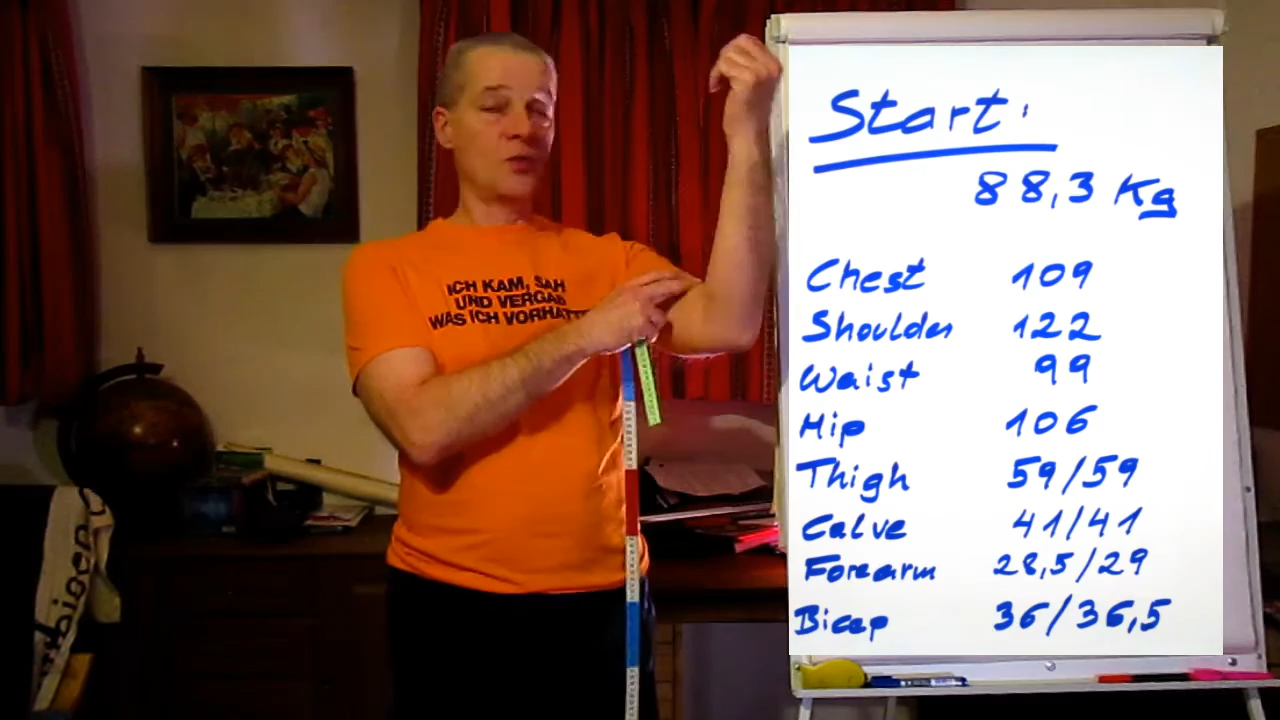 ICH KAM, SAH
UND VERGAß
WAS ICH VORHATTE
Start:
88,3 Kg
Chest 109
Shoulder 122
Waist 99
Hip 106
Thigh 59/59
Calve 41/41
Forearm 28,5/29
Bicep 36/36,5